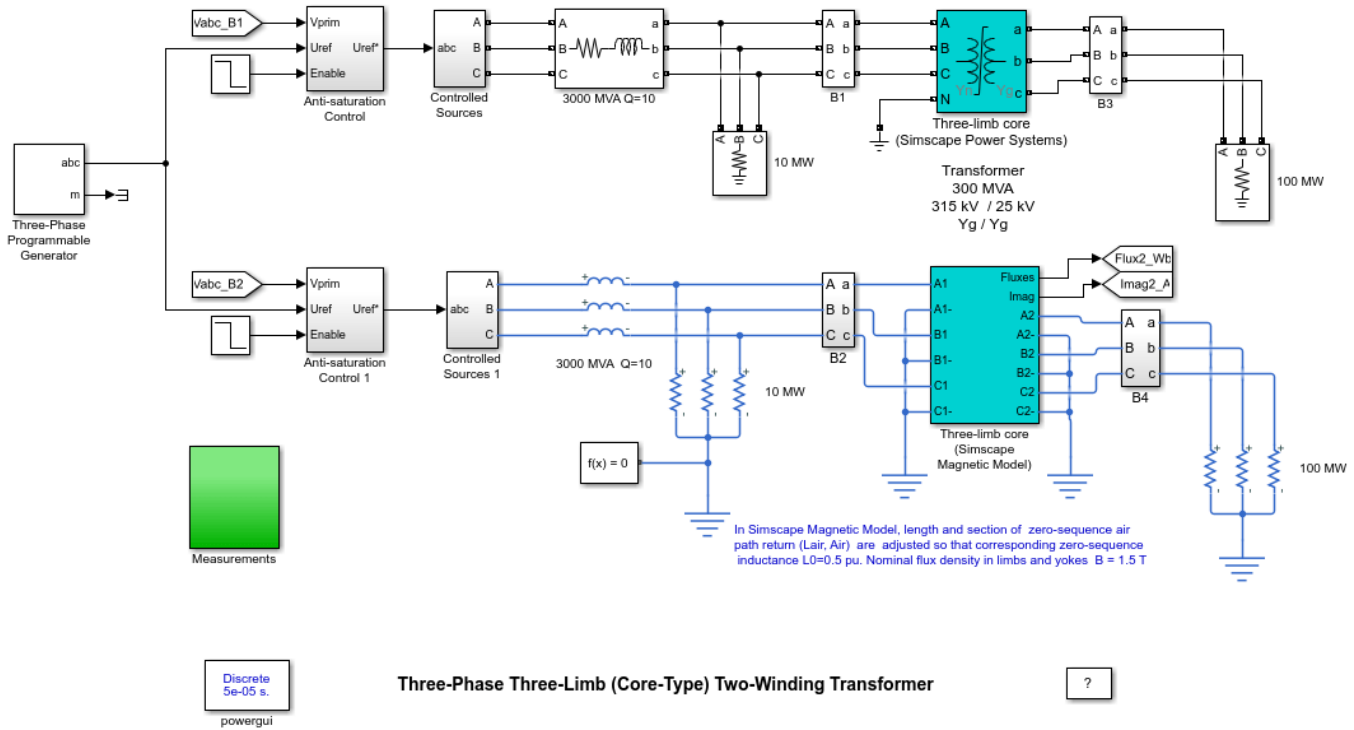 Vabc_B1
Vprim
Uref
Uref*
Enable
Anti-saturation
Control
abc
A
B
C
Controlled
Sources
A
B
C
a
b
c
3000 MVA Q=10
A
B
C
10 MW
A a
B b
C c
B1
A
B
C
N
a
b
c
Yn
Yg
Three-limb core
(Simscape Power Systems)
Transformer
300 MVA
315 kV / 25 kV
Yg / Yg
A a
B b
C c
B3
A B C
100 MW
abc
m
Three-Phase
Programmable
Generator
Vabc_B2
Vprim
Uref
Uref*
Enable
Anti-saturation
Control 1
abc
A
B
C
Controlled
Sources 1
+ -
+ -
+ -
3000 MVA Q=10
+ + +
- - -
10 MW
f(x) = 0
A a
B b
C c
B2
A1
A1-
B1
B1-
C1
C1-
Fluxes
Imag
A2
A2-
B2
B2-
C2
C2-
Three-limb core
(Simscape
Magnetic Model)
Flux2_Wb
Imag2_A
A a
B b
C c
B4
+ + +
- - -
100 MW
Measurements
In Simscape Magnetic Model, length and section of zero-sequence air
path return (Lair, Air) are adjusted so that corresponding zero-sequence
inductance L0=0.5 pu. Nominal flux density in limbs and yokes B = 1.5 T
Discrete
5e-05 s.
powergui
Three-Phase Three-Limb (Core-Type) Two-Winding Transformer
?